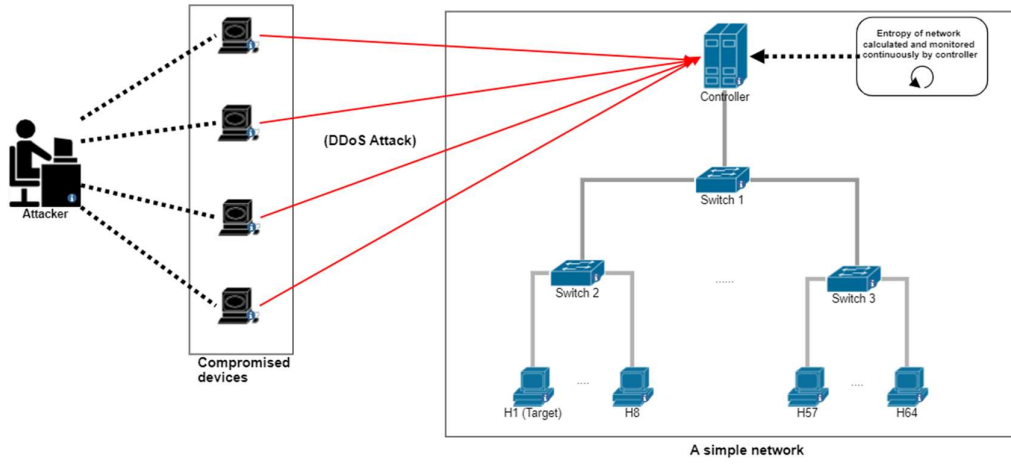 Entropy of network
calculated and monitored
continuously by controller
Controller
(DDoS Attack)
Attacker
Switch 1
Switch 2
......
Switch 3
Compromised
devices
....
....
H1 (Target)
H8
H57
H64
A simple network